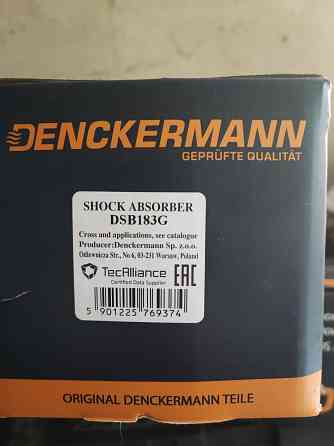 DENCKERMANN
GEPRÜFTE QUALITÄT
SHOCK ABSORBER
DSB183G
Cross and applications, see catalogue
Producer:Denckermann Sp. z.o.o.
Odlewnicza Str., No 6, 03-231 Warsaw, Poland
TecAlliance
Certified Data Supplier
EAC
5 901225 769374
ORIGINAL DENCKERMANN TEILE